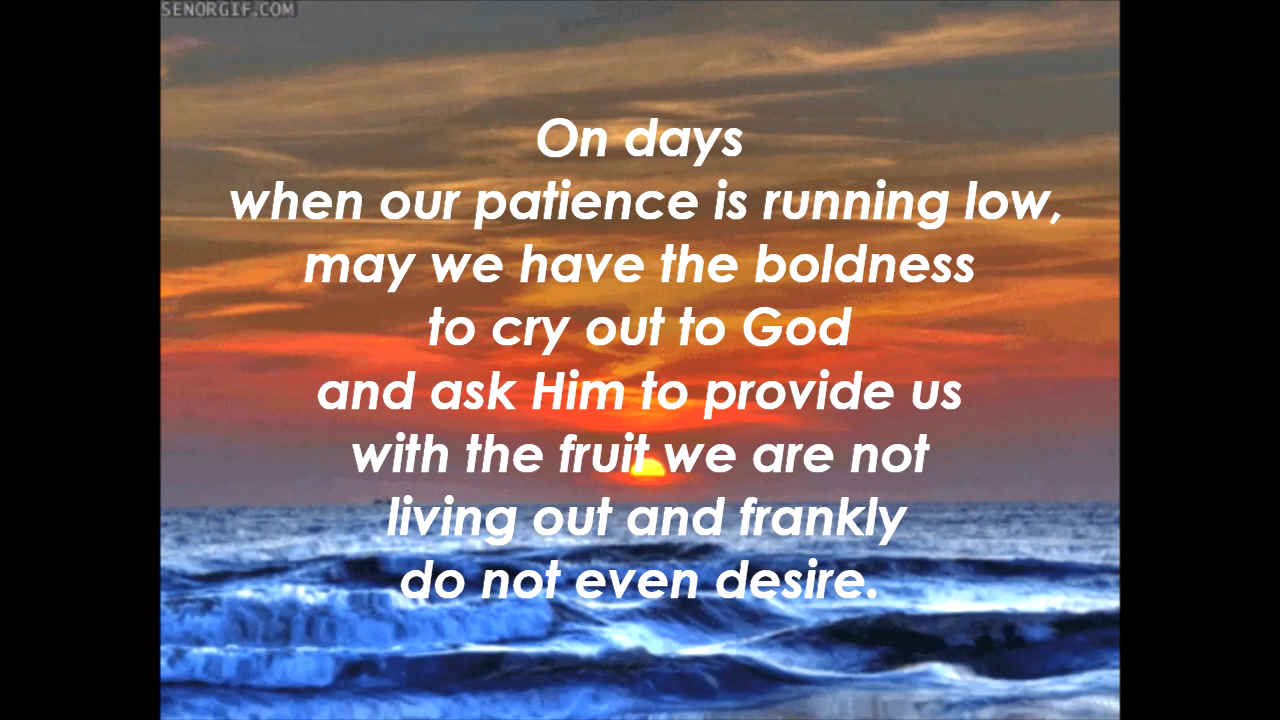 SENORGIF.COM
On days
when our patience is running low,
may we have the boldness
to cry out to God
and ask Him to provide us
with the fruit we are not
living out and frankly
do not even desire.